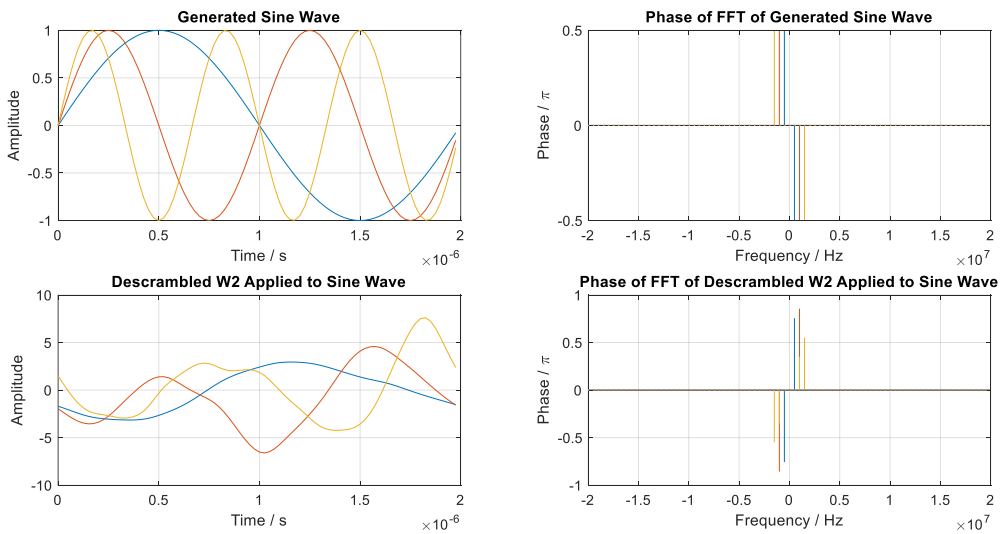 Generated Sine Wave
1
0.5
0
-0.5
-1
Amplitude
0 0.5 1 1.5 2
Time / s
×10-6
Phase of FFT of Generated Sine Wave
0.5
0
-0.5
Phase / π
-2 -1.5 -1 -0.5 0 0.5 1 1.5 2
Frequency / Hz
×107
Descrambled W2 Applied to Sine Wave
10
5
0
-5
-10
Amplitude
0 0.5 1 1.5 2
Time / s
×10-6
Phase of FFT of Descrambled W2 Applied to Sine Wave
1
0.5
0
-0.5
-1
Phase / π
-2 -1.5 -1 -0.5 0 0.5 1 1.5 2
Frequency / Hz
×107